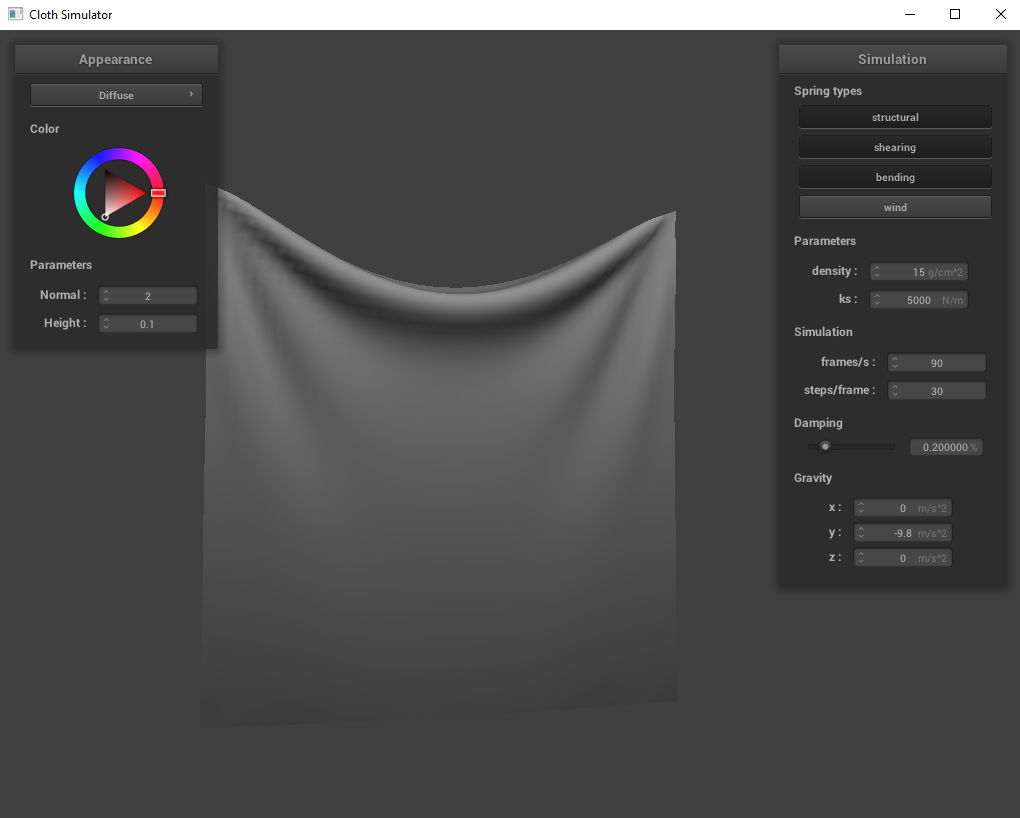 Cloth Simulator
Appearance
Diffuse
Color
Parameters
Normal : 2
Height : 0.1
Simulation
Spring types
structural
shearing
bending
wind
Parameters
density : 15 g/cm^2
ks : 5000 N/m
Simulation
frames/s : 90
steps/frame : 30
Damping
0.200000 %
Gravity
x : 0 m/s^2
y : -9.8 m/s^2
z : 0 m/s^2